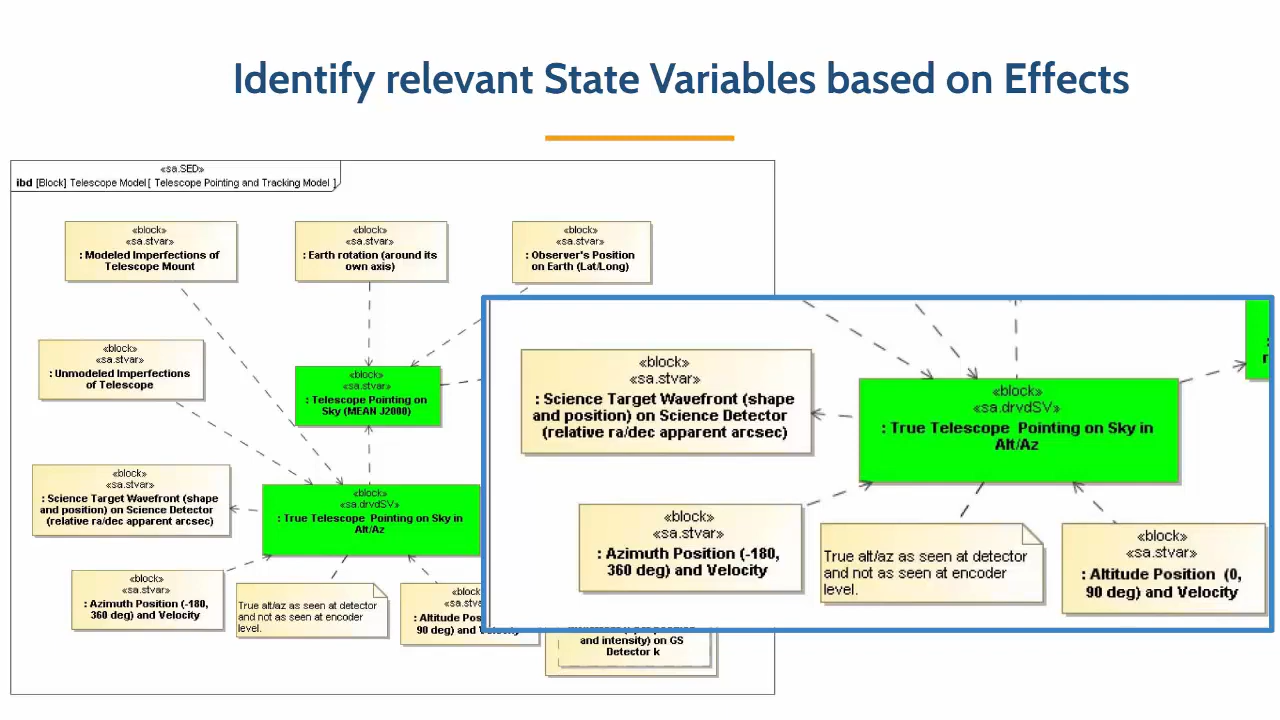 Identify relevant State Variables based on Effects
«sa.SED»
ibd [Block] Telescope Model[ Telescope Pointing and Tracking Model ]
«block»
«sa.stvar»
: Modeled Imperfections of
Telescope Mount
«block»
«sa.stvar»
: Earth rotation (around its
own axis)
«block»
«sa.stvar»
: Observer's Position
on Earth (Lat/Long)
«block»
«sa.stvar»
: Unmodeled Imperfections
of Telescope
«block»
«sa.stvar»
: Telescope Pointing on
Sky (MEAN J2000)
«block»
«sa.stvar»
: Science Target Wavefront (shape
and position) on Science Detector
(relative ra/dec apparent arcsec)
«block»
«sa.drvdSV»
: True Telescope Pointing on Sky in
Alt/Az
«block»
«sa.stvar»
: Azimuth Position (-180,
360 deg) and Velocity
True alt/az as seen at detector
and not as seen at encoder
level.
: Altitude
90 deg) and Velocity
and intensity) on GS
Detector k
«block»
«sa.stvar»
: Science Target Wavefront (shape
and position) on Science Detector
(relative ra/dec apparent arcsec)
«block»
«sa.drvdSV»
: True Telescope Pointing on Sky in
Alt/Az
«block»
«sa.stvar»
: Azimuth Position (-180,
360 deg) and Velocity
True alt/az as seen at detector
and not as seen at encoder
level.
«block»
«sa.stvar»
: Altitude Position (0,
90 deg) and Velocity